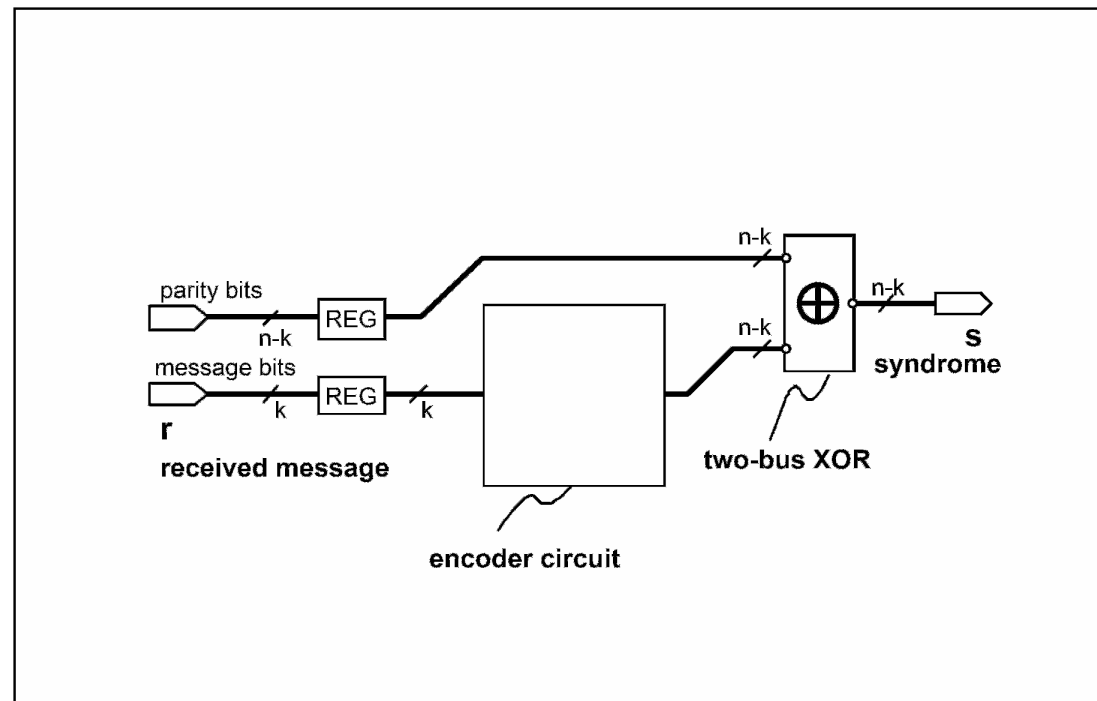 parity bits
n-k
REG
n-k
n-k
n-k
message bits
k
REG
k
r
received message
encoder circuit
two-bus XOR
s
syndrome